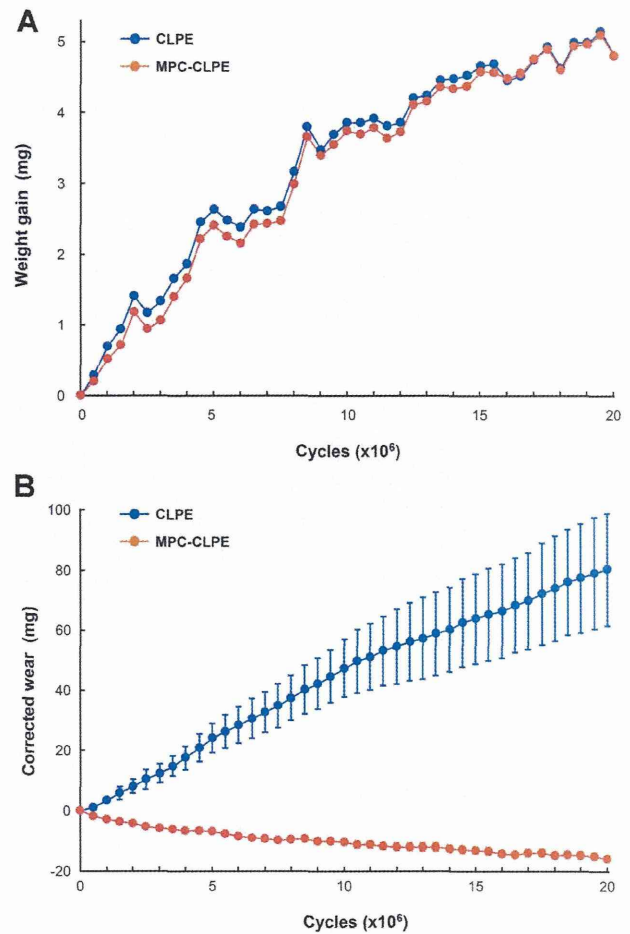 A
CLPE
MPC-CLPE
Weight gain (mg)
5
4
3
2
1
0
0 5 10 15 20
Cycles (x10⁶)
B
CLPE
MPC-CLPE
Corrected wear (mg)
100
80
60
40
20
0
-20
0 5 10 15 20
Cycles (x10⁶)